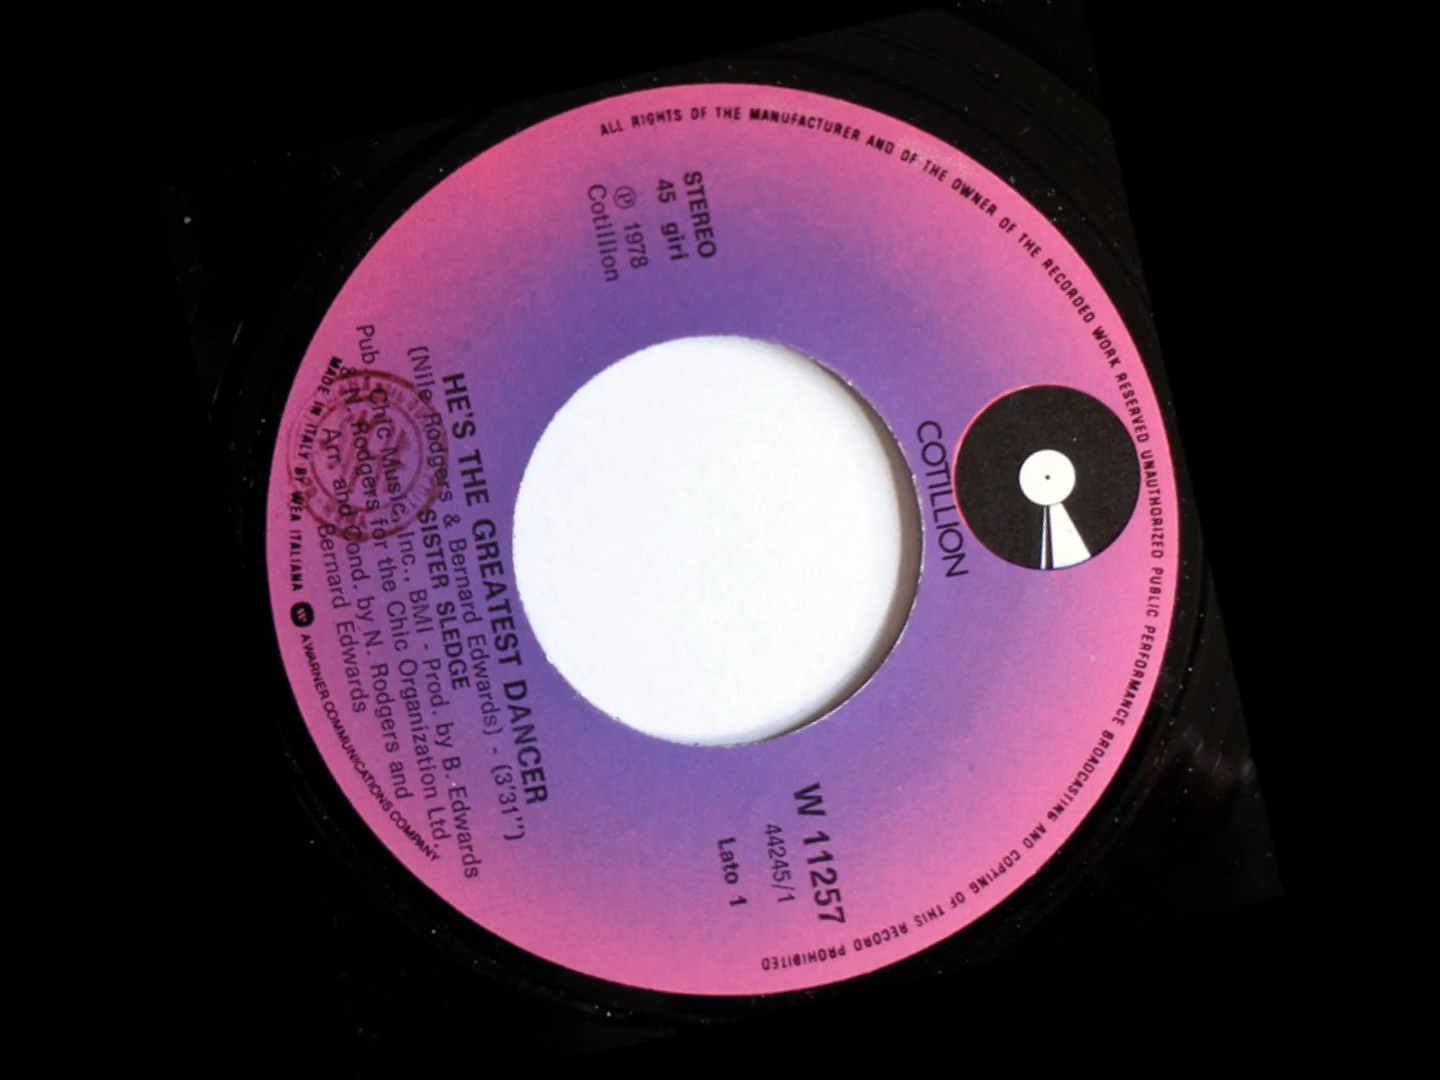 ALL RIGHTS OF THE MANUFACTURER AND OF THE OWNER OF THE RECORDED WORK RESERVED UNAUTHORIZED PUBLIC PERFORMANCE BROADCASTING AND COPYING OF THIS RECORD PROHIBITED
COTILLION
STEREO
45 giri
Ⓟ 1978
Cotillion
W 11257
44245/1
Lato 1
HE'S THE GREATEST DANCER
(Nile Rodgers & Bernard Edwards) - (3'31")
SISTER SLEDGE
Pub. Chic Music, Inc., BMI - Prod. by B. Edwards
& N. Rodgers for the Chic Organization Ltd.
Arr. and Cond. by N. Rodgers and
Bernard Edwards
MADE IN ITALY BY WEA ITALIANA W A WARNER COMMUNICATIONS COMPANY